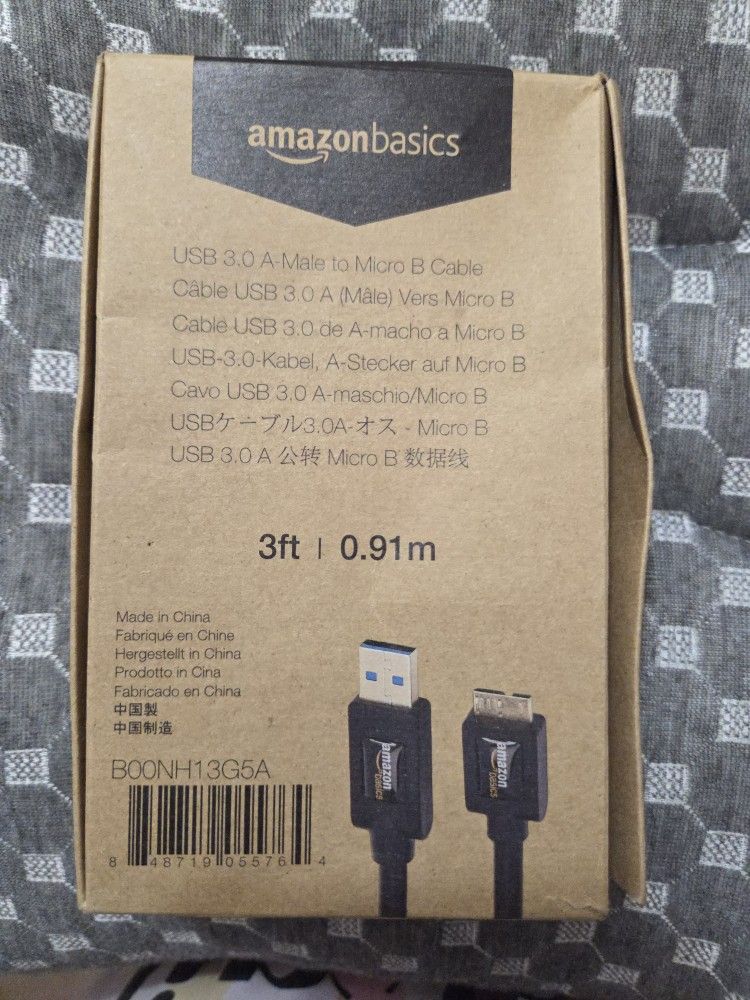 amazonbasics
USB 3.0 A-Male to Micro B Cable
Câble USB 3.0 A (Mâle) Vers Micro B
Cable USB 3.0 de A-macho a Micro B
USB-3.0-Kabel, A-Stecker auf Micro B
Cavo USB 3.0 A-maschio/Micro B
USBケーブル3.0A-オス - Micro B
USB 3.0 A 公转 Micro B 数据线
3ft | 0.91m
Made in China
Fabriqué en Chine
Hergestellt in China
Prodotto in Cina
Fabricado en China
中国製
中国制造
B00NH13G5A
8 48719 05576 4
amazon
basics
amazon
basics